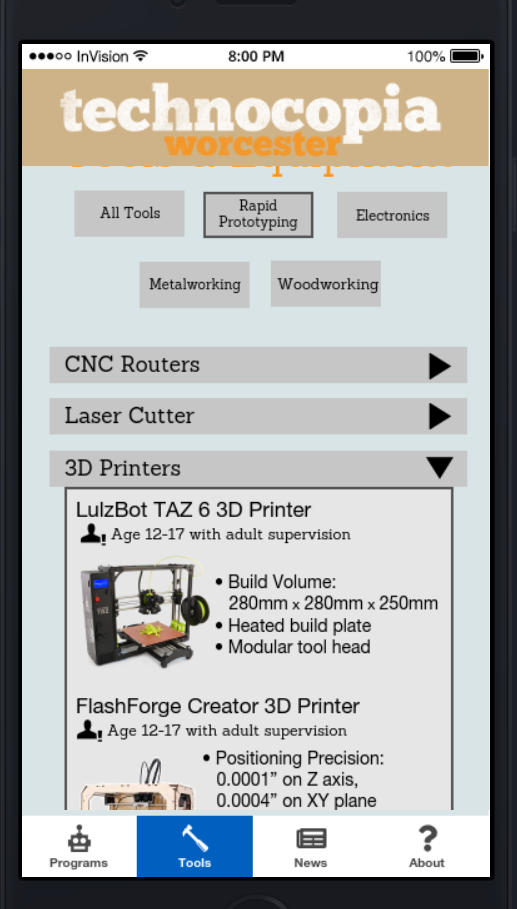 ●●●○○ InVision 8:00 PM 100%
technocopia
worcester
Tools & Equipment
All Tools
Rapid
Prototyping
Electronics
Metalworking
Woodworking
CNC Routers
Laser Cutter
3D Printers
LulzBot TAZ 6 3D Printer
Age 12-17 with adult supervision
TAZ
• Build Volume:
280mm x 280mm x 250mm
• Heated build plate
• Modular tool head
FlashForge Creator 3D Printer
Age 12-17 with adult supervision
• Positioning Precision:
0.0001” on Z axis,
0.0004” on XY plane
Programs
Tools
News
About